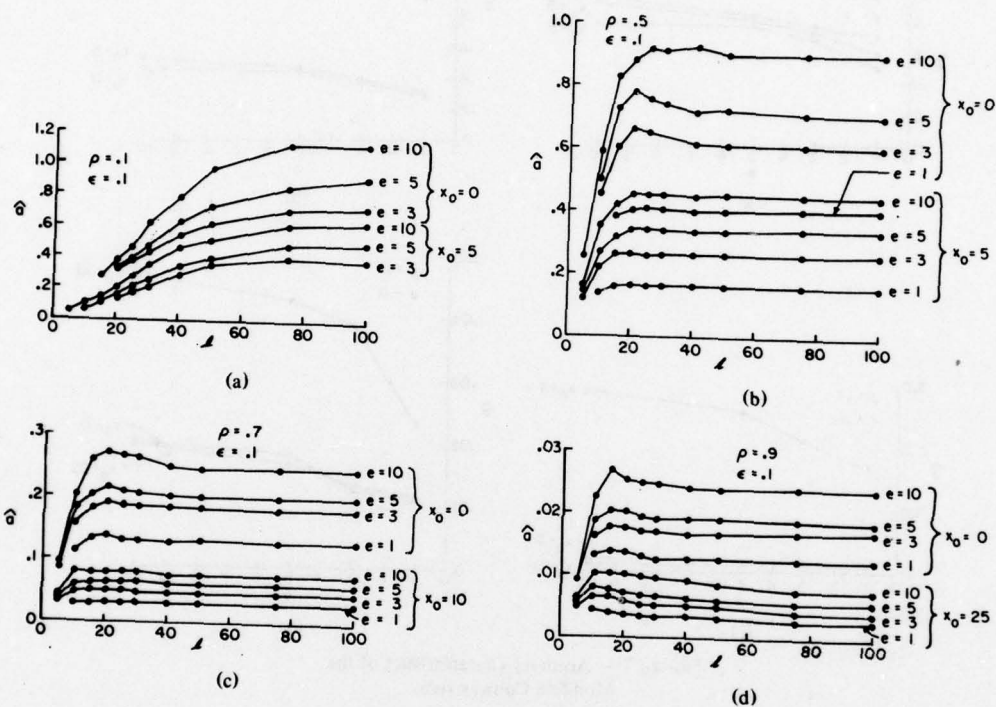 ρ = .1
ϵ = .1
â
1.2
1.0
.8
.6
.4
.2
0
0 20 40 60 80 100
ℓ
e = 10
e = 5
e = 3
x₀ = 0
e = 10
e = 5
e = 3
x₀ = 5
(a)
ρ = .5
ϵ = .1
â
1.0
.8
.6
.4
.2
0
0 20 40 60 80 100
ℓ
e = 10
e = 5
e = 3
e = 1
x₀ = 0
e = 10
e = 5
e = 3
e = 1
x₀ = 5
(b)
ρ = .7
ϵ = .1
â
.3
.2
.1
0
0 20 40 60 80 100
ℓ
e = 10
e = 5
e = 3
e = 1
x₀ = 0
e = 10
e = 5
e = 3
e = 1
x₀ = 10
(c)
ρ = .9
ϵ = .1
â
.03
.02
.01
.006
0
0 20 40 60 80 100
ℓ
e = 10
e = 5
e = 3
e = 1
x₀ = 0
e = 10
e = 5
e = 3
e = 1
x₀ = 25
(d)